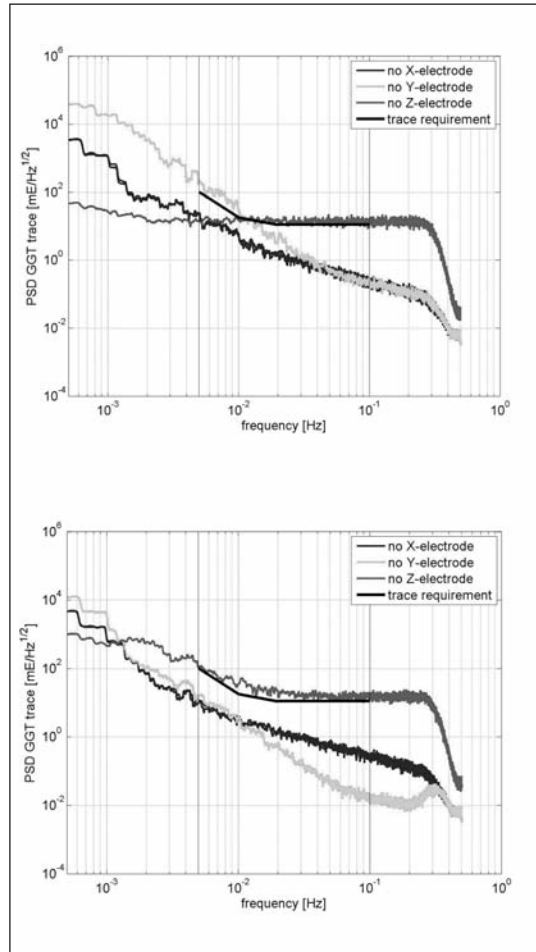 PSD GGT trace [mE/Hz^1/2]
10^6
10^4
10^2
10^0
10^-2
10^-4
no X-electrode
no Y-electrode
no Z-electrode
trace requirement
10^-3
10^-2
10^-1
10^0
frequency [Hz]
PSD GGT trace [mE/Hz^1/2]
10^6
10^4
10^2
10^0
10^-2
10^-4
no X-electrode
no Y-electrode
no Z-electrode
trace requirement
10^-3
10^-2
10^-1
10^0
frequency [Hz]